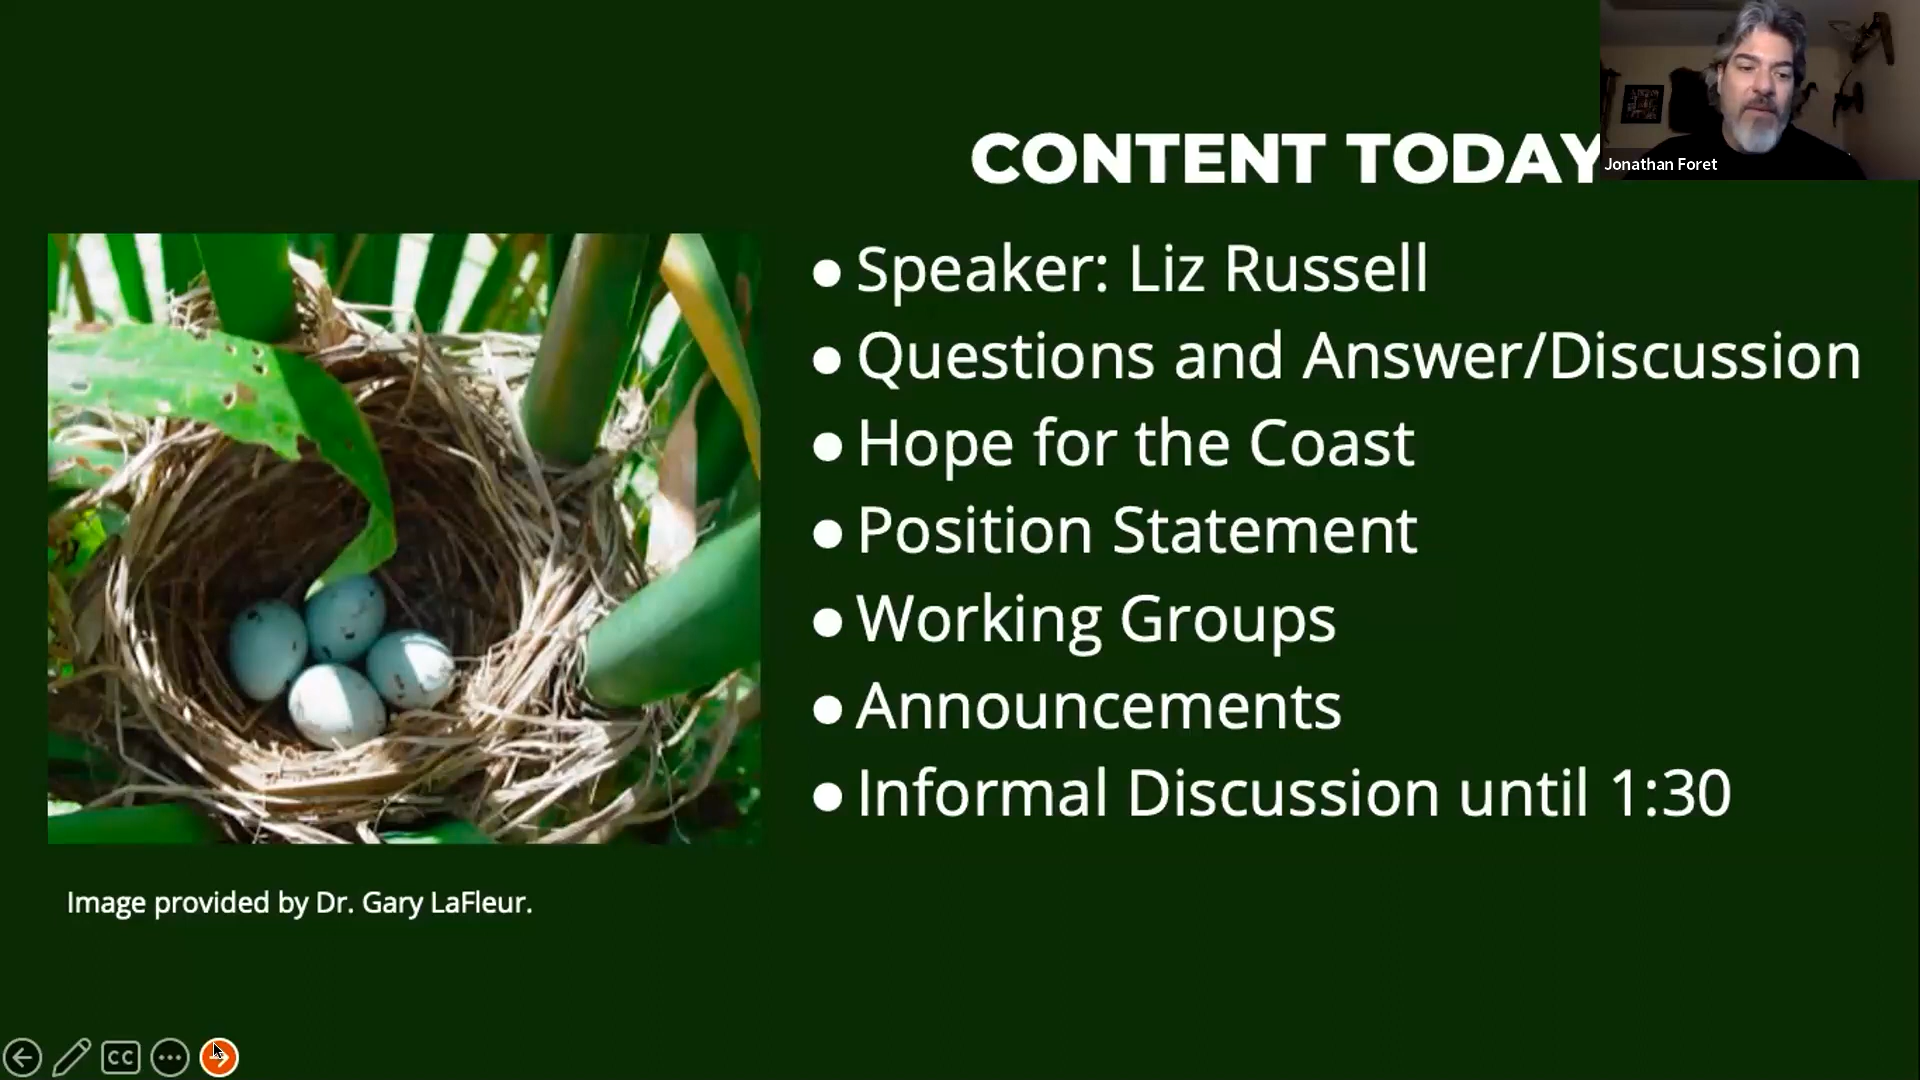 CONTENT TODAY
Jonathan Foret
• Speaker: Liz Russell
• Questions and Answer/Discussion
• Hope for the Coast
• Position Statement
• Working Groups
• Announcements
• Informal Discussion until 1:30
Image provided by Dr. Gary LaFleur.
CC